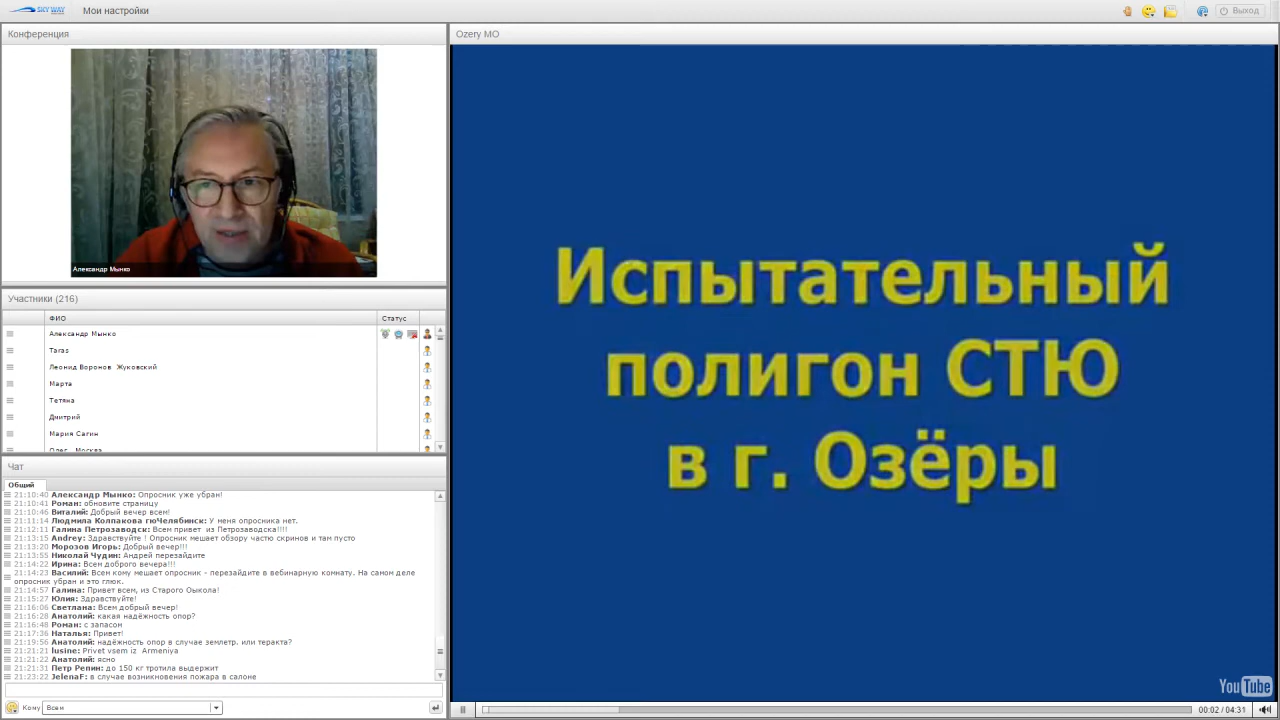 SKY WAY
Мои настройки
Выход
Конференция
Александр Мынко
Участники (216)
ФИО
Статус
Александр Мынко
Taras
Леонид Воронов Жуковский
Марта
Тетяна
Дмитрий
Мария Сагин
Олег Москва
Чат
Общий
21:10:40 Александр Мынко: Опросник уже убран!
21:10:41 Роман: обновите страницу
21:10:46 Виталий: Добрый вечер всем!
21:11:14 Людмила Колпакова гюЧелябинск: У меня опросника нет.
21:12:11 Галина Петрозаводск: Всем привет из Петрозаводска!!!!
21:13:15 Andrey: Здравствуйте ! Опросник мешает обзору частю скринов и там пусто
21:13:20 Морозов Игорь: Добрый вечер!!!
21:13:55 Николай Чудин: Андрей перезайдите
21:14:22 Ирина: Всем доброго вечера!!!
21:14:23 Василий: Всем кому мешает опросник - перезайдите в вебинарную комнату. На самом деле
опросник убран и это глюк.
21:14:57 Галина: Привет всем, из Старого Оыкола!
21:15:27 Юлия: Здравствуйте!
21:16:06 Светлана: Всем добрый вечер!
21:16:28 Анатолий: какая надёжность опор?
21:16:48 Роман: с запасом
21:17:36 Наталья: Привет!
21:19:56 Анатолий: надёжность опор в случае землетр. или теракта?
21:21:21 lusine: Privet vsem iz Armeniya
21:21:22 Анатолий: ясно
21:21:31 Петр Репин: до 150 кг тротила выдержит
21:23:22 JelenaF: в случае возникновения пожара в салоне
Кому
Всем
Ozery MO
Испытательный
полигон СТЮ
в г. Озёры
YouTube
00:02 / 04:31